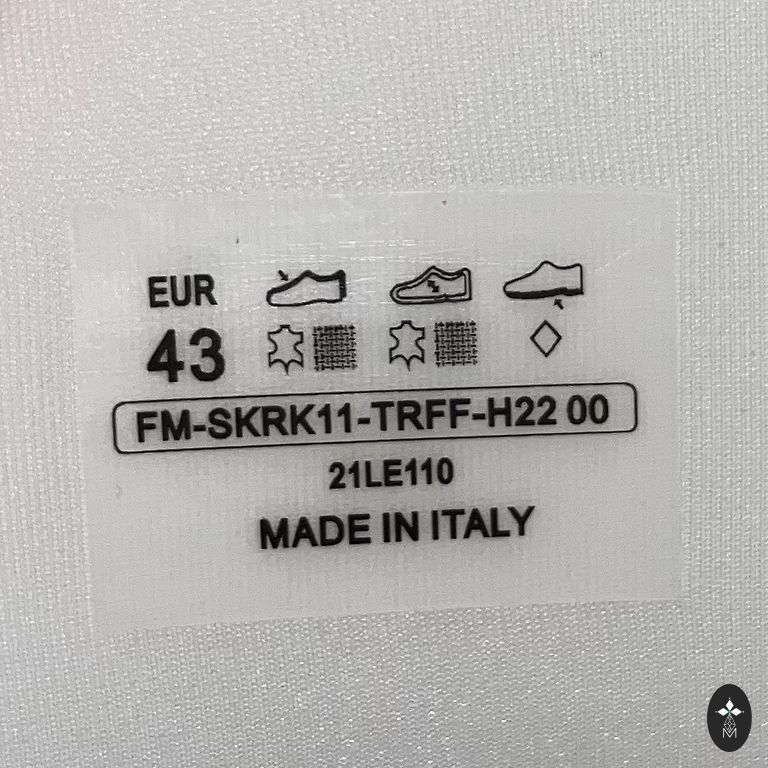 EUR
43
FM-SKRK11-TRFF-H22 00
21LE110
MADE IN ITALY
M